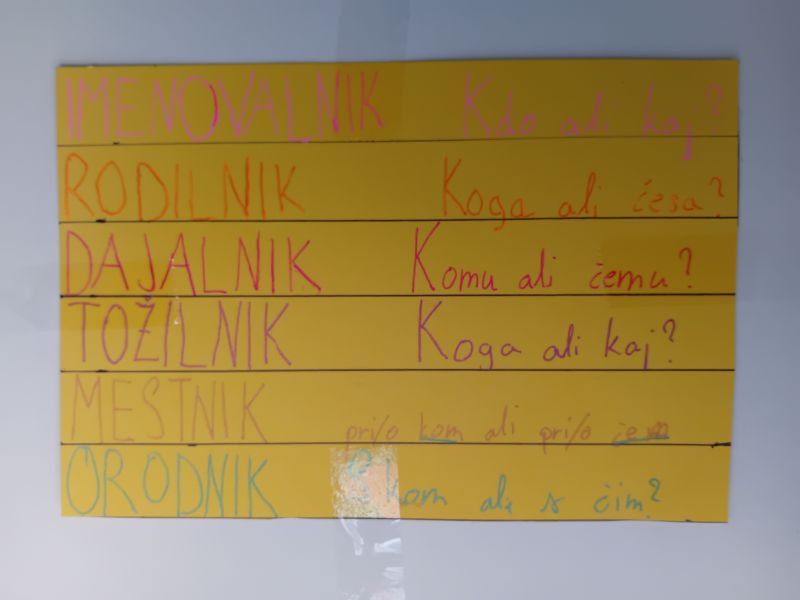 IMENOVALNIK Kdo ali kaj?
RODILNIK Koga ali česa?
DAJALNIK Komu ali čemu?
TOŽILNIK Koga ali kaj?
MESTNIK pri/o kom ali pri/o čem
ORODNIK S kom ali s čim?